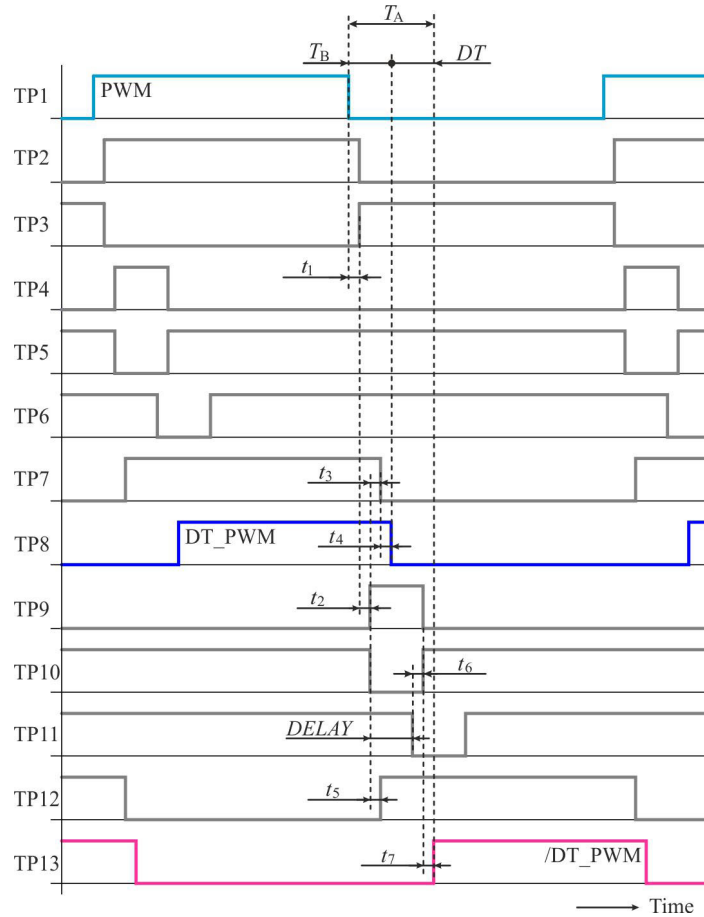 T_A
T_B DT
TP1 PWM
TP2
TP3
t_1
TP4
TP5
TP6
TP7
t_3
TP8 DT_PWM t_4
TP9 t_2
TP10 t_6
TP11 DELAY
TP12 t_5
TP13 t_7 /DT_PWM
Time